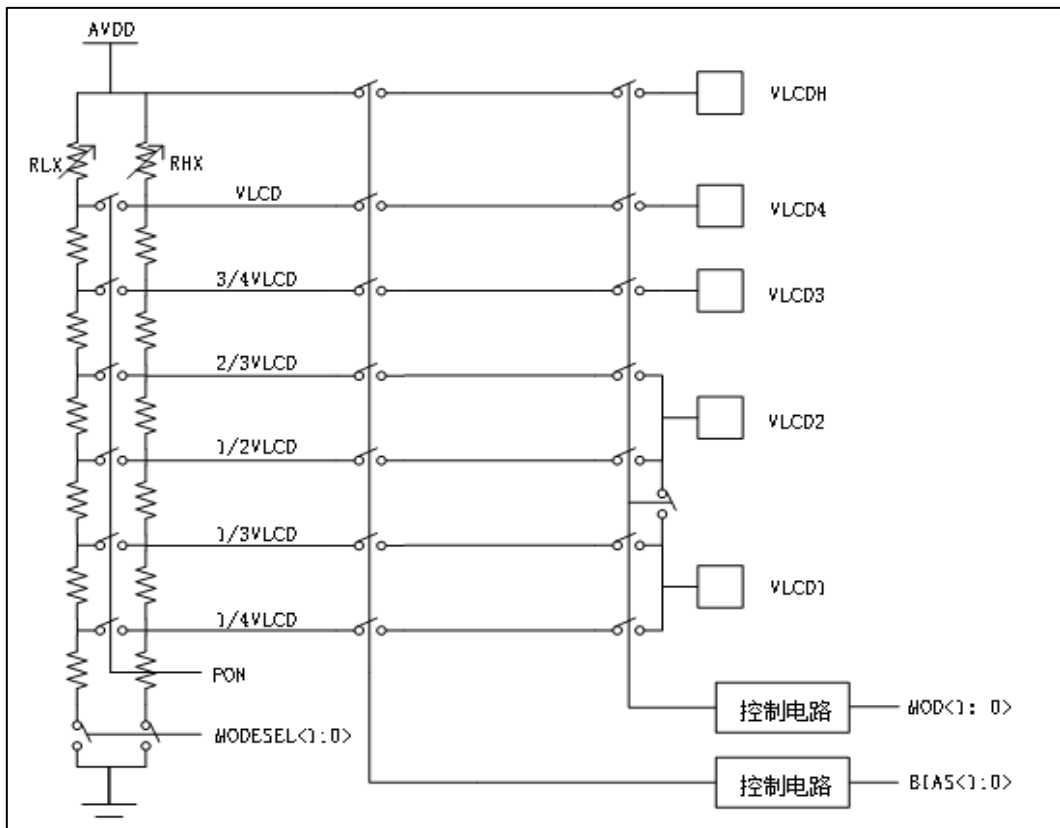 AVDD
VLCDH
RLX
RHX
VLCD
VLCD4
3/4VLCD
VLCD3
2/3VLCD
VLCD2
1/2VLCD
1/3VLCD
VLCD1
1/4VLCD
PON
控制电路
MOD<1: 0>
MODESEL<1:0>
控制电路
BIAS<1:0>